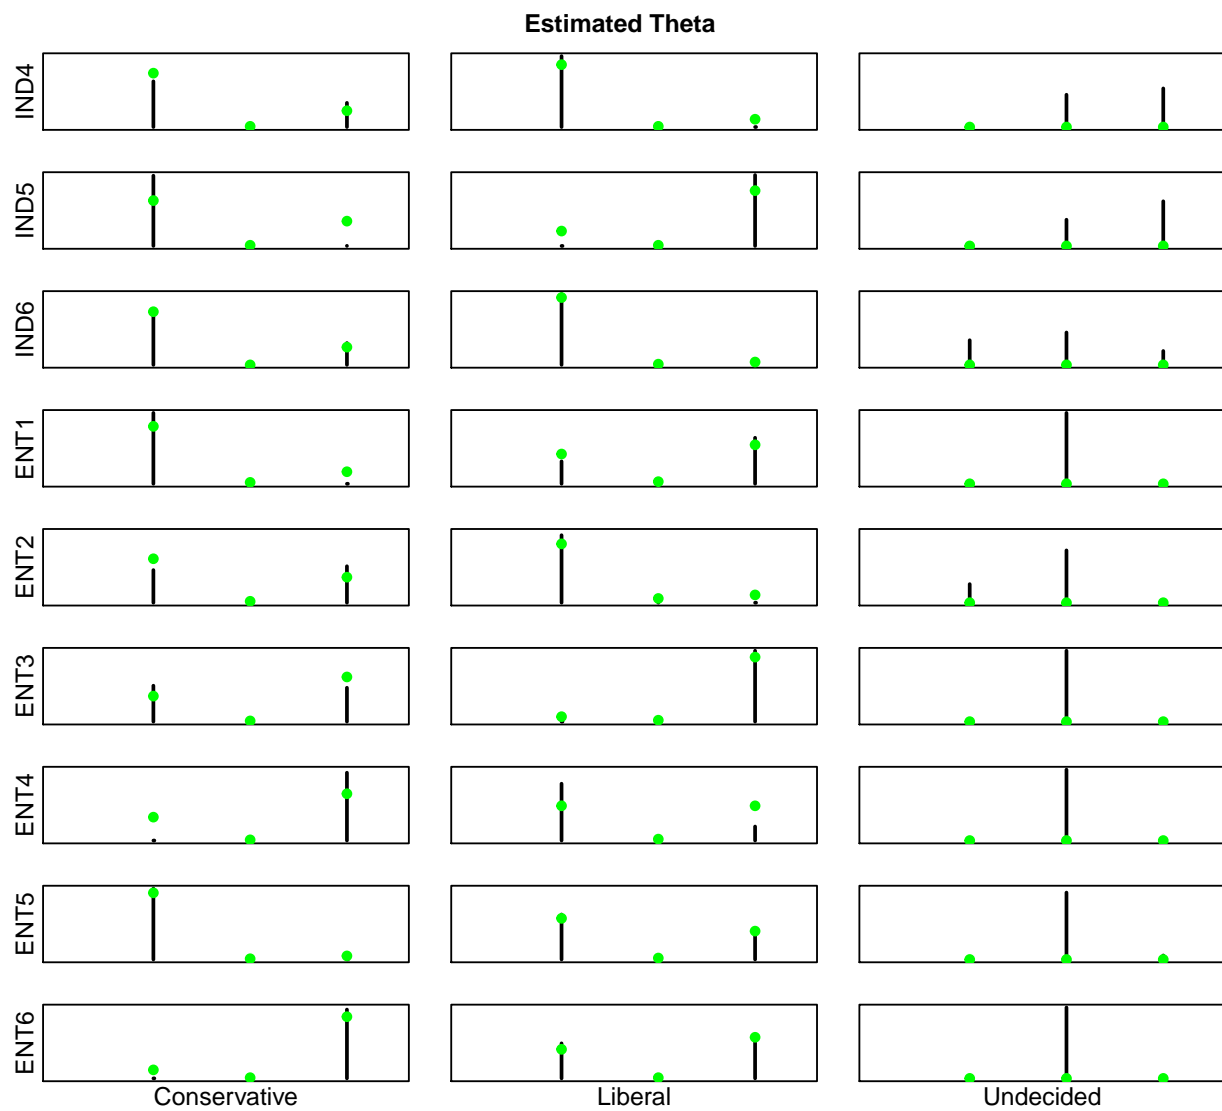 Estimated Theta
IND4
IND5
IND6
ENT1
ENT2
ENT3
ENT4
ENT5
ENT6
Conservative
Liberal
Undecided